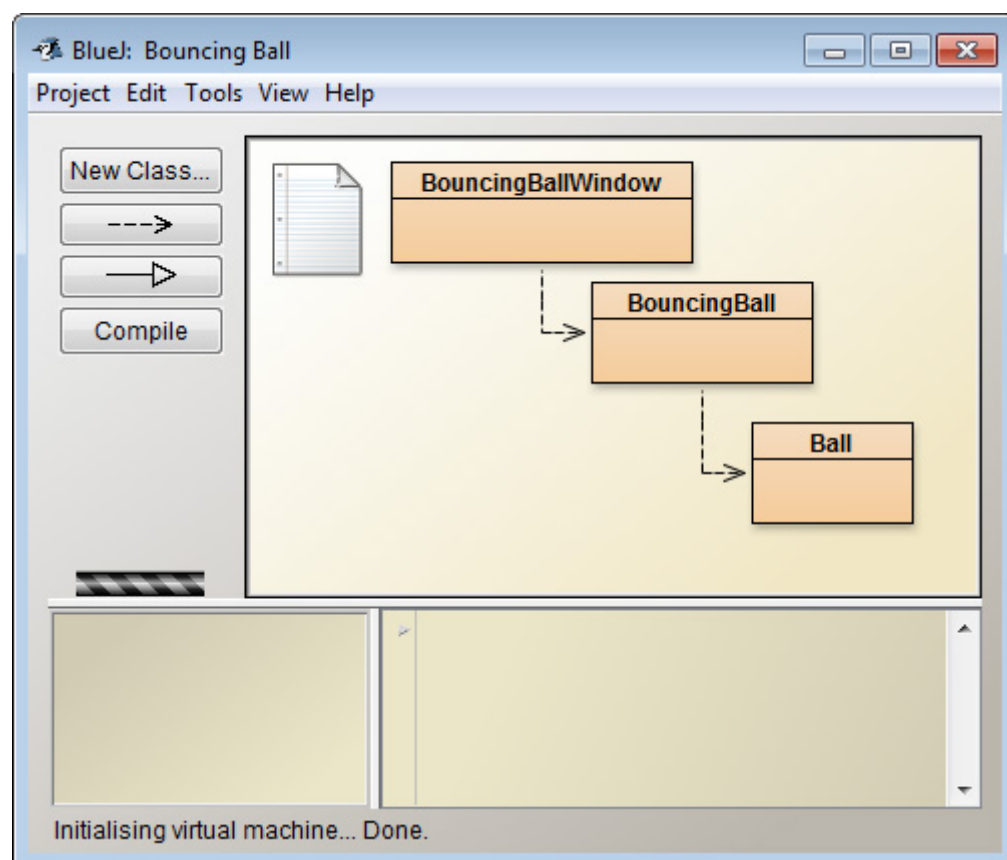 BlueJ: Bouncing Ball
Project Edit Tools View Help
New Class...
Compile
BouncingBallWindow
BouncingBall
Ball
Initialising virtual machine... Done.